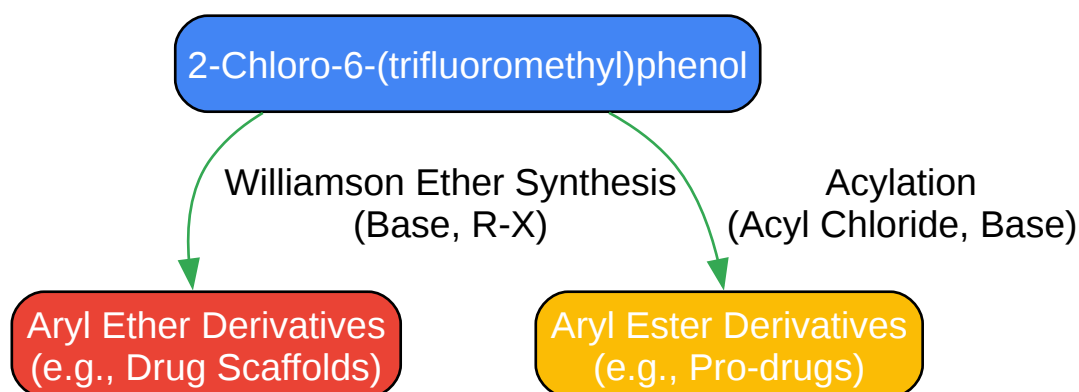 2-Chloro-6-(trifluoromethyl)phenol
Williamson Ether Synthesis
(Base, R-X)
Acylation
(Acyl Chloride, Base)
Aryl Ether Derivatives
(e.g., Drug Scaffolds)
Aryl Ester Derivatives
(e.g., Pro-drugs)